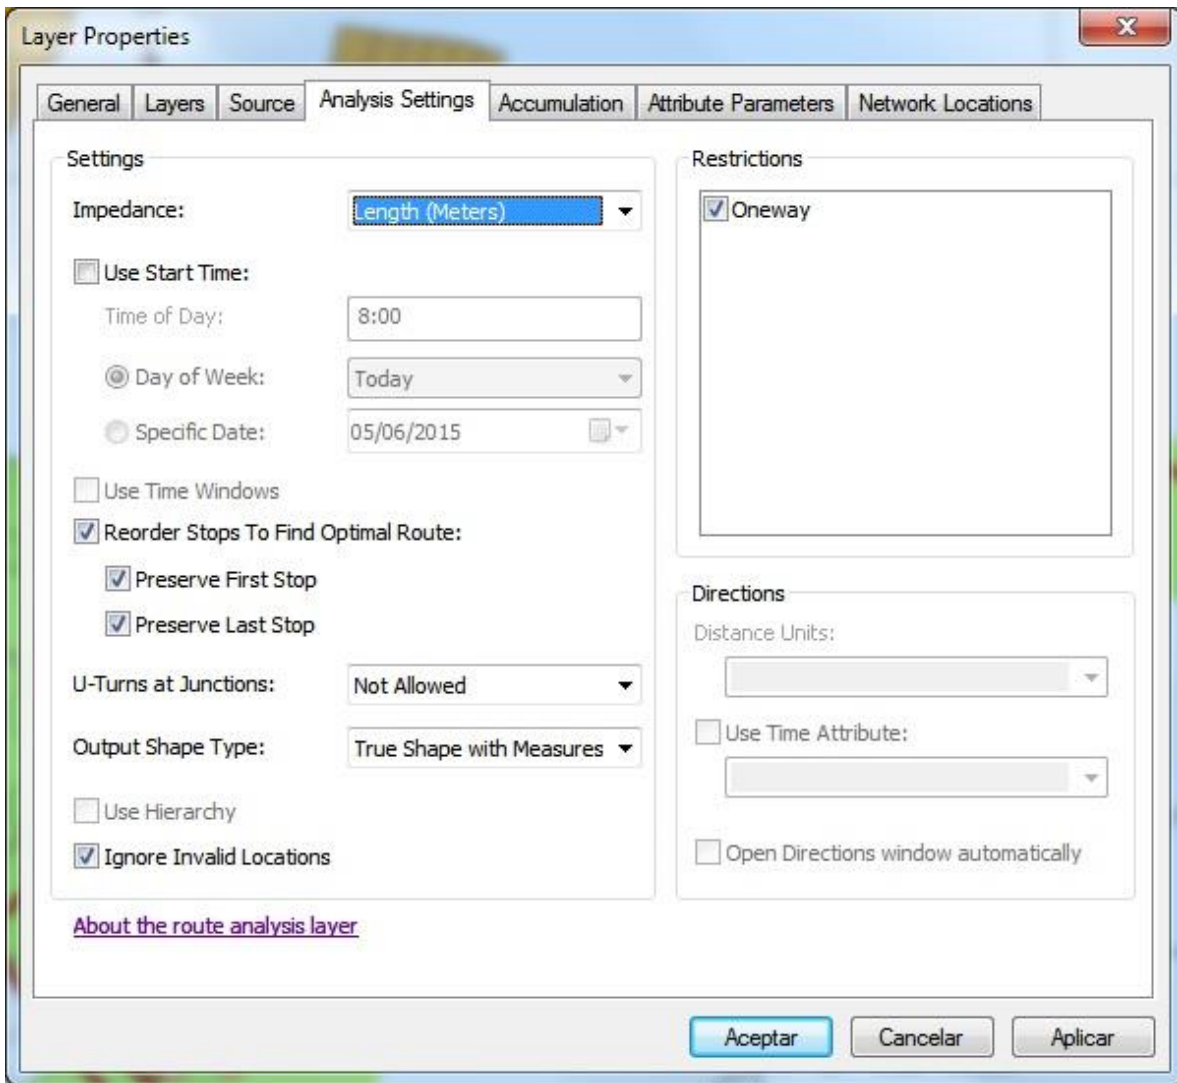 Layer Properties
General Layers Source Analysis Settings Accumulation Attribute Parameters Network Locations
Settings
Impedance: Length (Meters)
Use Start Time:
Time of Day: 8:00
Day of Week: Today
Specific Date: 05/06/2015
Use Time Windows
Reorder Stops To Find Optimal Route:
Preserve First Stop
Preserve Last Stop
U-Turns at Junctions: Not Allowed
Output Shape Type: True Shape with Measures
Use Hierarchy
Ignore Invalid Locations
About the route analysis layer
Restrictions
Oneway
Directions
Distance Units:
Use Time Attribute:
Open Directions window automatically
Aceptar Cancelar Aplicar